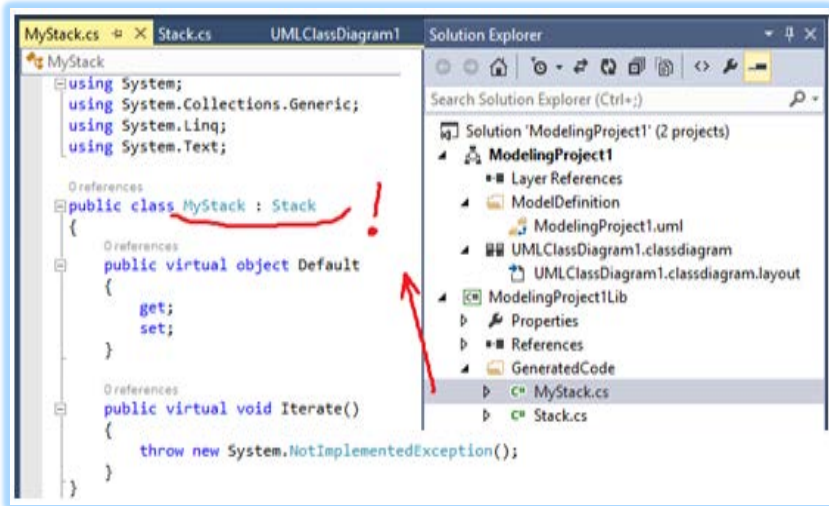 MyStack.cs
Stack.cs
UMLClassDiagram1
MyStack
using System;
using System.Collections.Generic;
using System.Linq;
using System.Text;
0 references
public class MyStack : Stack
!
{
0 references
public virtual object Default
{
get;
set;
}
0 references
public virtual void Iterate()
{
throw new System.NotImplementedException();
}
}
Solution Explorer
Search Solution Explorer (Ctrl+;)
Solution 'ModelingProject1' (2 projects)
ModelingProject1
Layer References
ModelDefinition
ModelingProject1.uml
UMLClassDiagram1.classdiagram
UMLClassDiagram1.classdiagram.layout
C# ModelingProject1Lib
Properties
References
GeneratedCode
C# MyStack.cs
C# Stack.cs